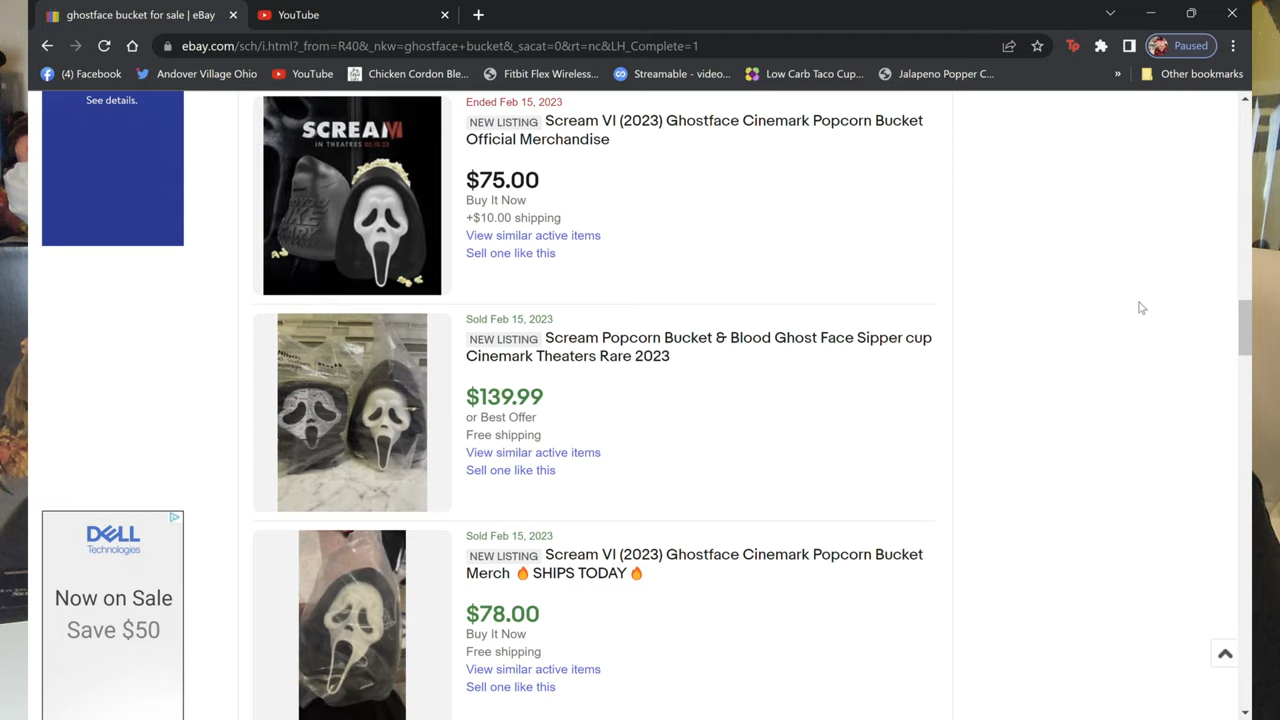 ghostface bucket for sale | eBay
YouTube
ebay.com/sch/i.html?_from=R40&_nkw=ghostface+bucket&_sacat=0&rt=nc&LH_Complete=1
Paused
(4) Facebook
Andover Village Ohio
YouTube
Chicken Cordon Ble...
Fitbit Flex Wireless...
Streamable - video...
Low Carb Taco Cup...
Jalapeno Popper C...
»
Other bookmarks
See details.
SCREAM VI
IN THEATRES 03.10.23
Ended Feb 15, 2023
NEW LISTING Scream VI (2023) Ghostface Cinemark Popcorn Bucket
Official Merchandise
$75.00
Buy It Now
+$10.00 shipping
View similar active items
Sell one like this
Sold Feb 15, 2023
NEW LISTING Scream Popcorn Bucket & Blood Ghost Face Sipper cup
Cinemark Theaters Rare 2023
$139.99
or Best Offer
Free shipping
View similar active items
Sell one like this
DELL
Technologies
Now on Sale
Save $50
Sold Feb 15, 2023
NEW LISTING Scream VI (2023) Ghostface Cinemark Popcorn Bucket
Merch 🔥 SHIPS TODAY 🔥
$78.00
Buy It Now
Free shipping
View similar active items
Sell one like this